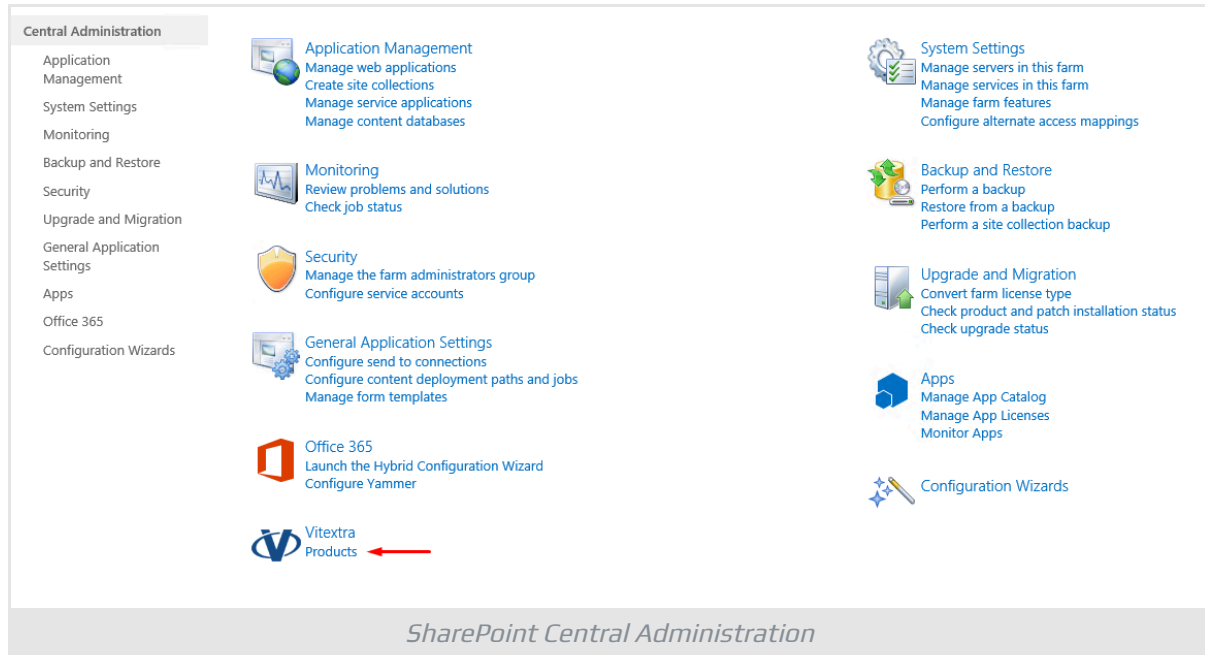 Central Administration
Application
Management
System Settings
Monitoring
Backup and Restore
Security
Upgrade and Migration
General Application
Settings
Apps
Office 365
Configuration Wizards
Application Management
Manage web applications
Create site collections
Manage service applications
Manage content databases
Monitoring
Review problems and solutions
Check job status
Security
Manage the farm administrators group
Configure service accounts
General Application Settings
Configure send to connections
Configure content deployment paths and jobs
Manage form templates
Office 365
Launch the Hybrid Configuration Wizard
Configure Yammer
Vitextra
Products
System Settings
Manage servers in this farm
Manage services in this farm
Manage farm features
Configure alternate access mappings
Backup and Restore
Perform a backup
Restore from a backup
Perform a site collection backup
Upgrade and Migration
Convert farm license type
Check product and patch installation status
Check upgrade status
Apps
Manage App Catalog
Manage App Licenses
Monitor Apps
Configuration Wizards
SharePoint Central Administration